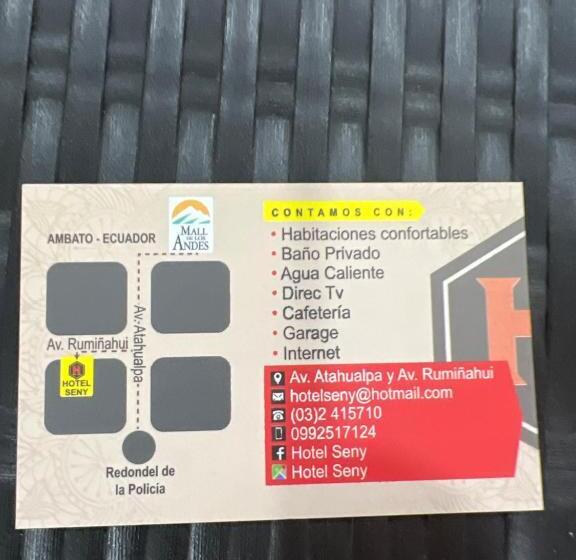 AMBATO - ECUADOR
MALL
DE LOS
ANDES
Av. Atahualpa
Av. Rumiñahui
H
HOTEL
SENY
Redondel de
la Policía
CONTAMOS CON:
• Habitaciones confortables
• Baño Privado
• Agua Caliente
• Direc Tv
• Cafetería
• Garage
• Internet
Av. Atahualpa y Av. Rumiñahui
hotelseny@hotmail.com
(03)2 415710
0992517124
f Hotel Seny
Hotel Seny